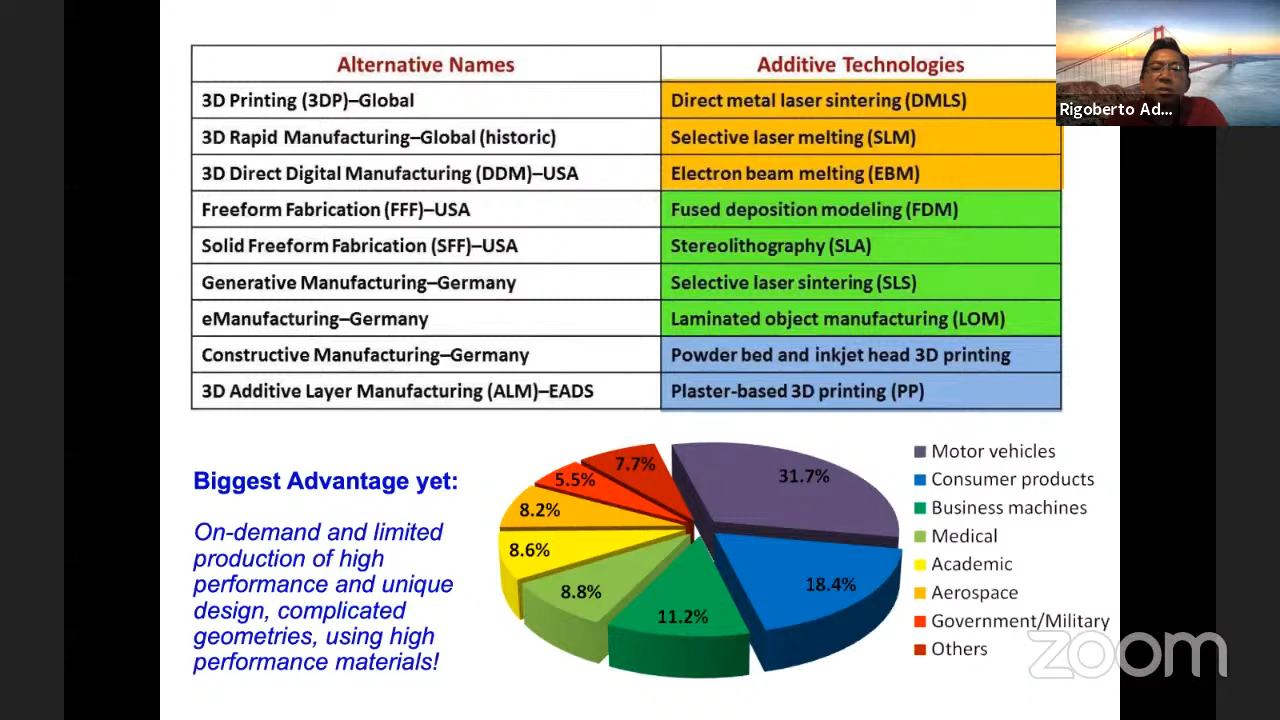 Alternative Names
Additive Technologies
3D Printing (3DP)–Global
Direct metal laser sintering (DMLS)
3D Rapid Manufacturing–Global (historic)
Selective laser melting (SLM)
3D Direct Digital Manufacturing (DDM)–USA
Electron beam melting (EBM)
Freeform Fabrication (FFF)–USA
Fused deposition modeling (FDM)
Solid Freeform Fabrication (SFF)–USA
Stereolithography (SLA)
Generative Manufacturing–Germany
Selective laser sintering (SLS)
eManufacturing–Germany
Laminated object manufacturing (LOM)
Constructive Manufacturing–Germany
Powder bed and inkjet head 3D printing
3D Additive Layer Manufacturing (ALM)–EADS
Plaster-based 3D printing (PP)
Rigoberto Ad...
Biggest Advantage yet:
On-demand and limited
production of high
performance and unique
design, complicated
geometries, using high
performance materials!
7.7%
31.7%
5.5%
8.2%
8.6%
8.8%
11.2%
18.4%
Motor vehicles
Consumer products
Business machines
Medical
Academic
Aerospace
Government/Military
Others
zoom